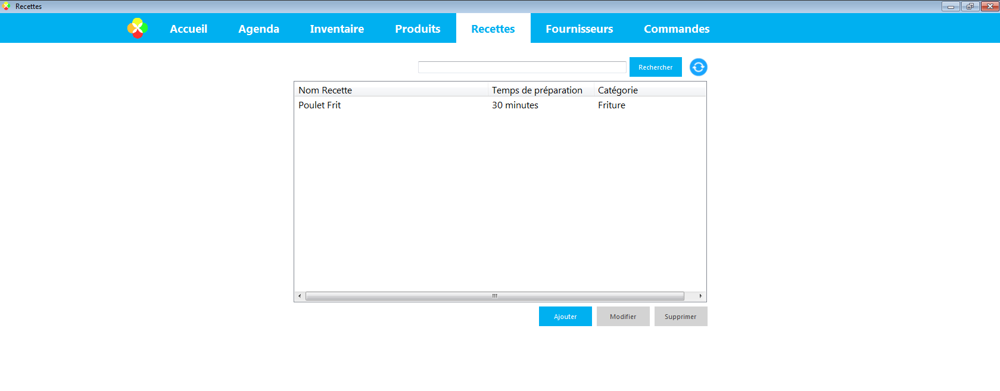 Recettes
Accueil Agenda Inventaire Produits Recettes Fournisseurs Commandes
Rechercher
Nom Recette Temps de préparation Catégorie
Poulet Frit 30 minutes Friture
Ajouter Modifier Supprimer